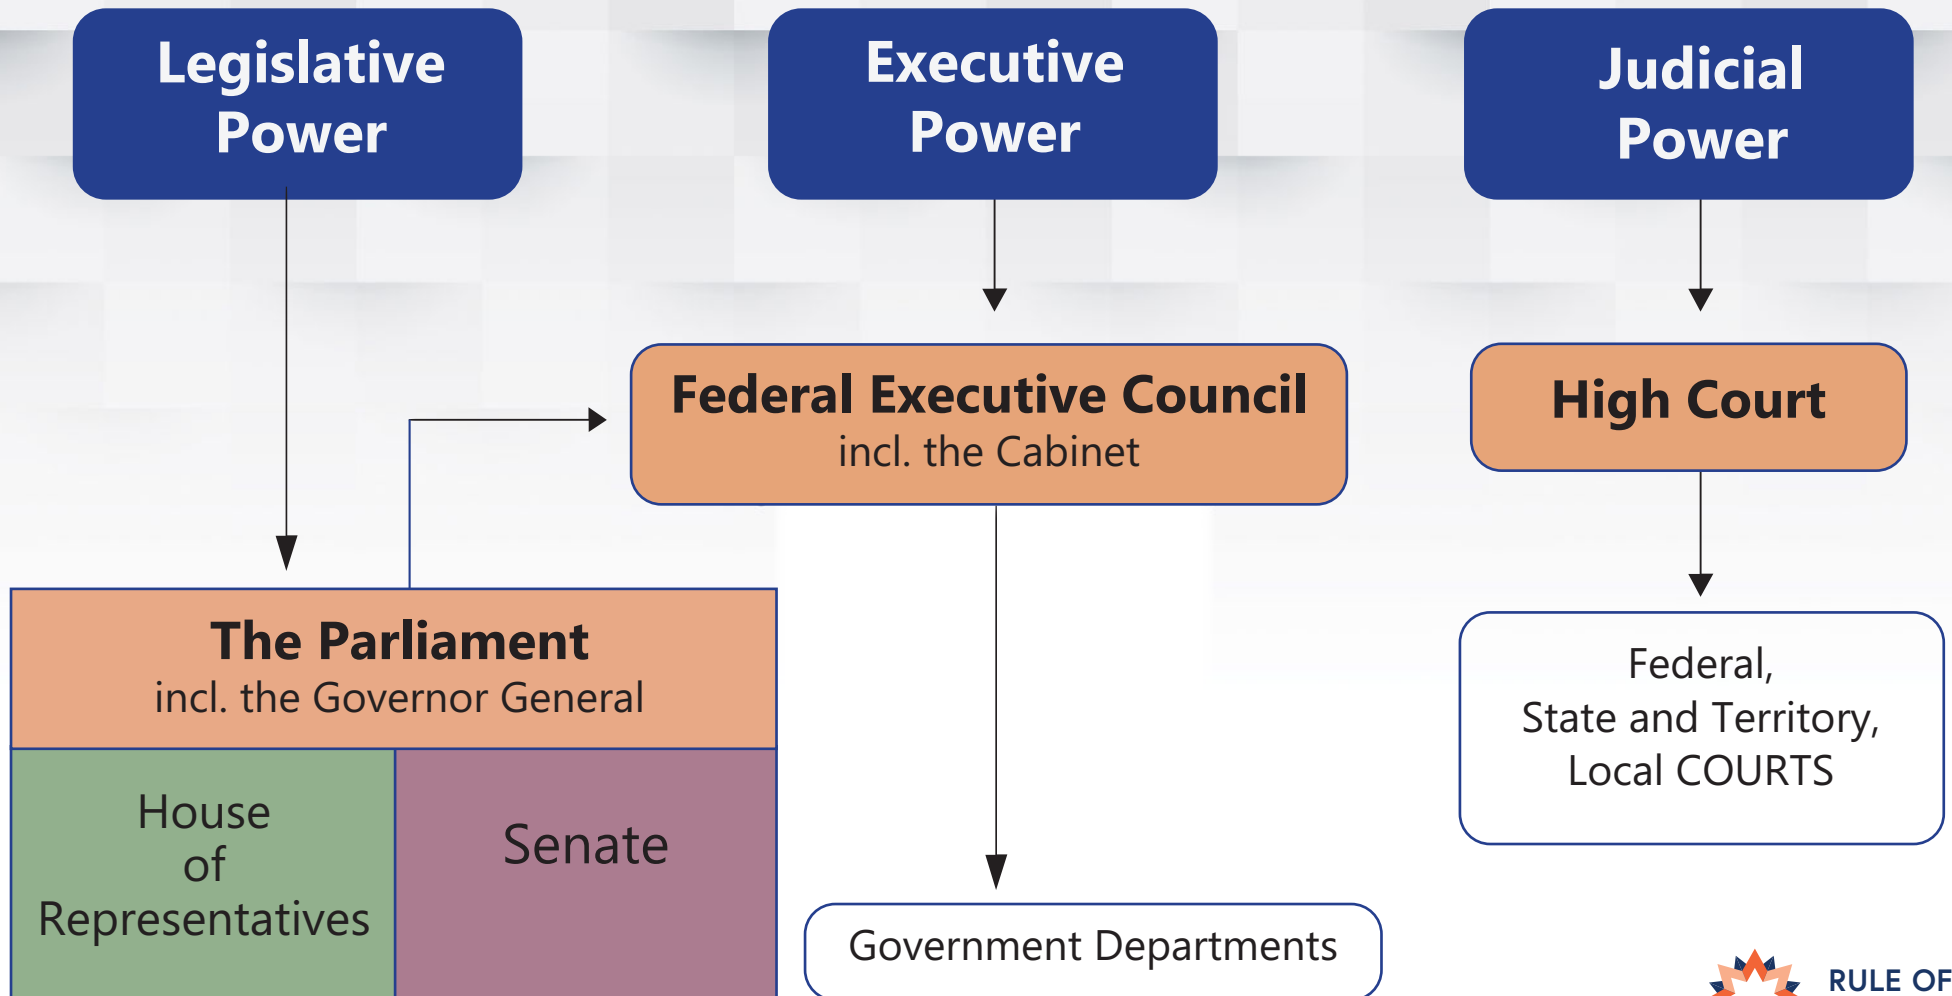 Legislative
Power
Executive
Power
Judicial
Power
Federal Executive Council
incl. the Cabinet
High Court
The Parliament
incl. the Governor General
House
of
Representatives
Senate
Federal,
State and Territory,
Local COURTS
Government Departments
RULE OF